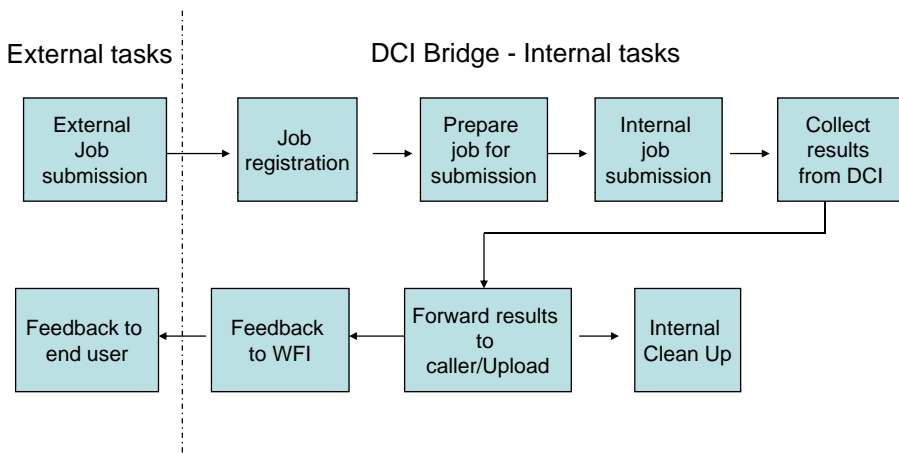 External tasks
DCI Bridge - Internal tasks
External
Job
submission
Job
registration
Prepare
job for
submission
Internal
job
submission
Collect
results
from DCI
Feedback to
end user
Feedback
to WFI
Forward results
to
caller/Upload
Internal
Clean Up